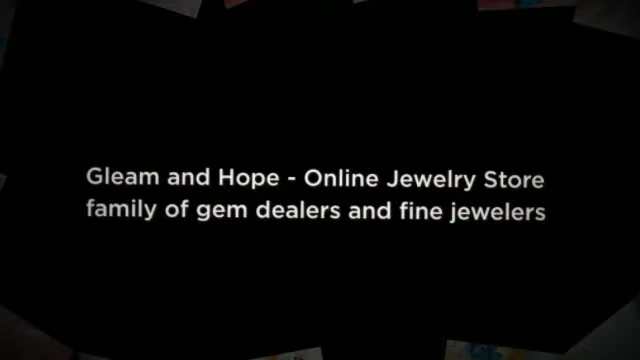 Gleam and Hope - Online Jewelry Store
family of gem dealers and fine jewelers